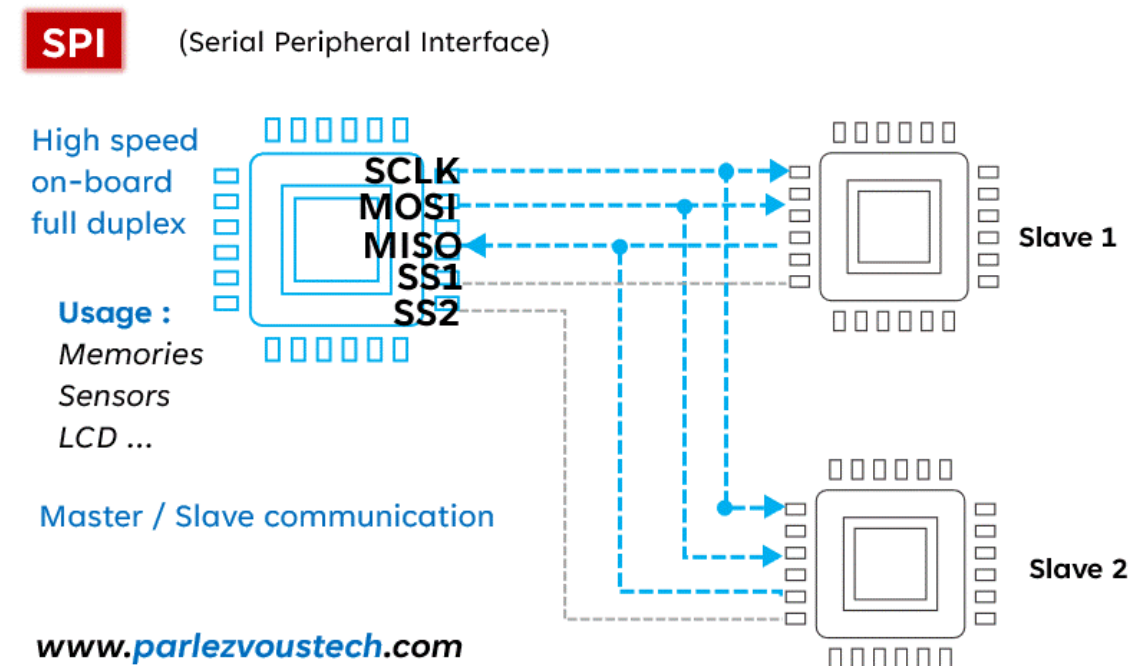 SPI
(Serial Peripheral Interface)
High speed
on-board
full duplex
SCLK
MOSI
MISO
SS1
SS2
Slave 1
Usage :
Memories
Sensors
LCD ...
Master / Slave communication
Slave 2
www.parlezvoustech.com